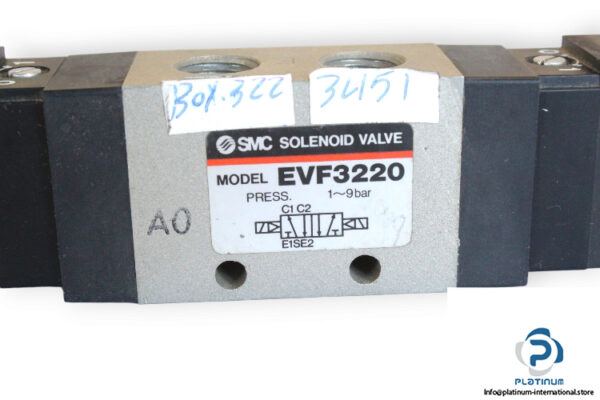 BOX.322 3451
SMC SOLENOID VALVE
MODEL EVF3220
PRESS. 1~9bar
C1 C2
E1SE2
AO
PLATINUM
Info@platinum-international.store